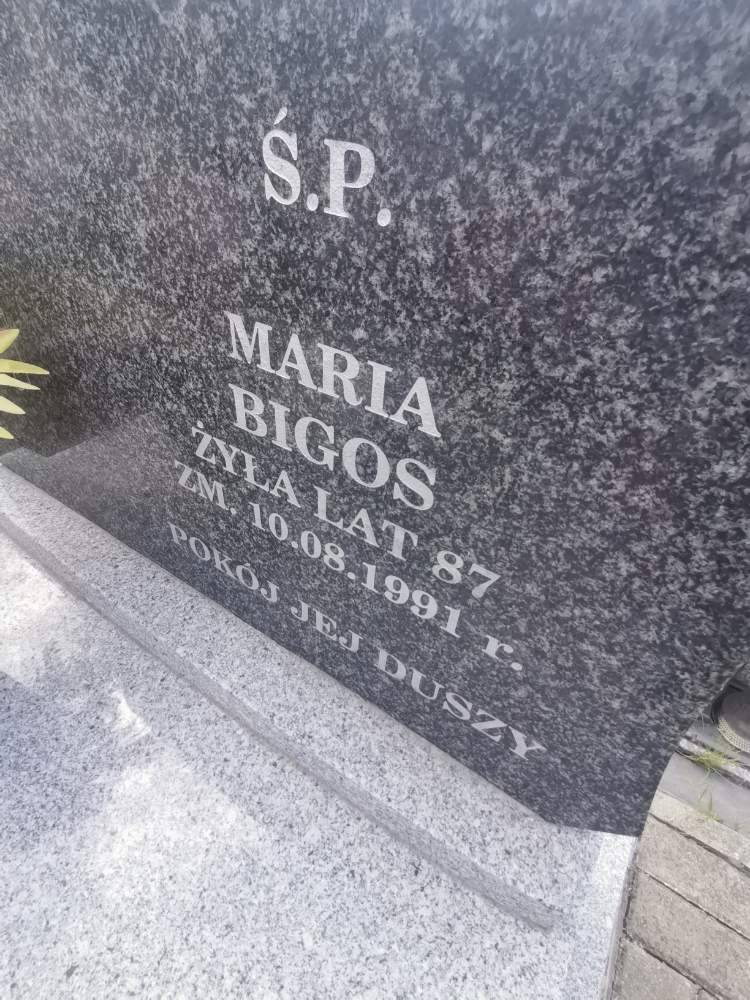 Ś.P.
MARIA
BIGOS
ŻYŁA LAT 87
ZM. 10.08.1991 r.
POKÓJ JEJ DUSZY